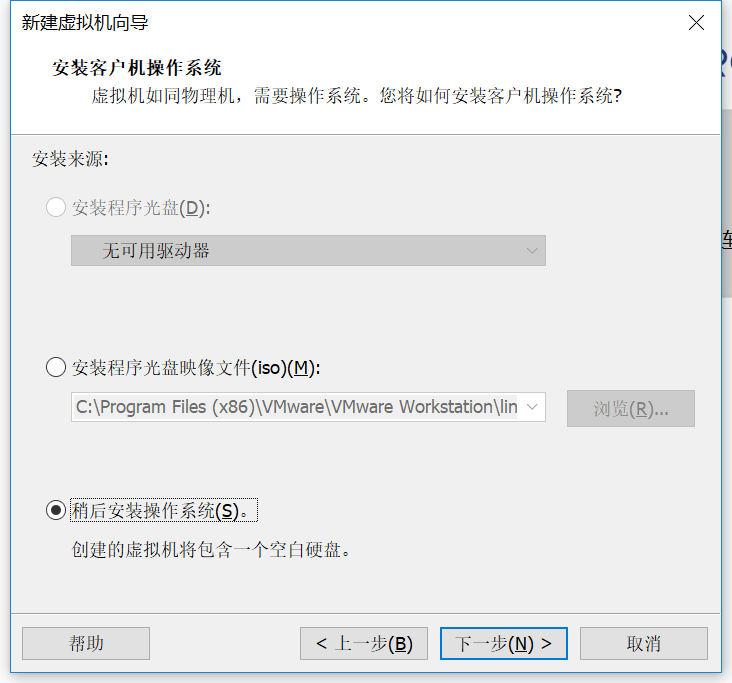 新建虚拟机向导
安装客户机操作系统
虚拟机如同物理机，需要操作系统。您将如何安装客户机操作系统?
安装来源:
安装程序光盘(D):
无可用驱动器
安装程序光盘映像文件(iso)(M):
C:\Program Files (x86)\VMware\VMware Workstation\lin
浏览(R)...
稍后安装操作系统(S)。
创建的虚拟机将包含一个空白硬盘。
帮助
< 上一步(B)
下一步(N) >
取消